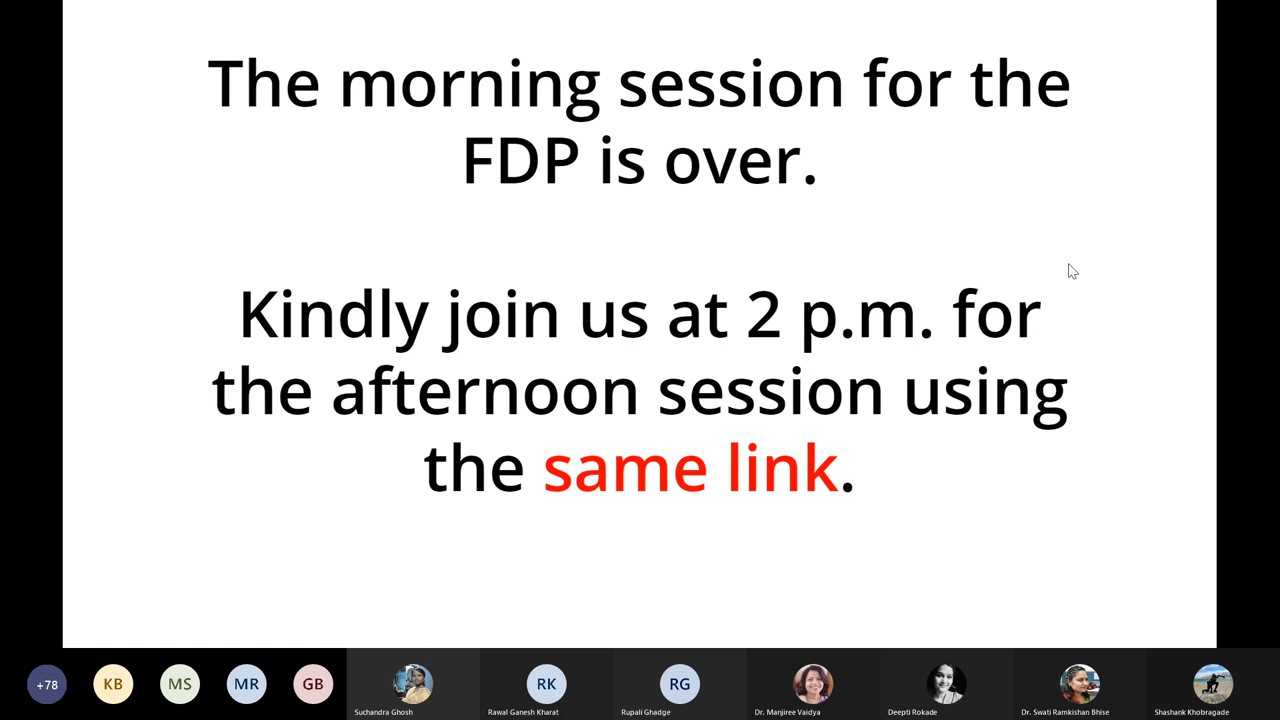 The morning session for the
FDP is over.
Kindly join us at 2 p.m. for
the afternoon session using
the same link.
+78
KB
MS
MR
GB
RK
RG
Suchandra Ghosh
Rawal Ganesh Kharat
Rupali Ghadge
Dr. Manjiree Vaidya
Deepti Rokade
Dr. Swati Ramkishan Bhise
Shashank Khobragade